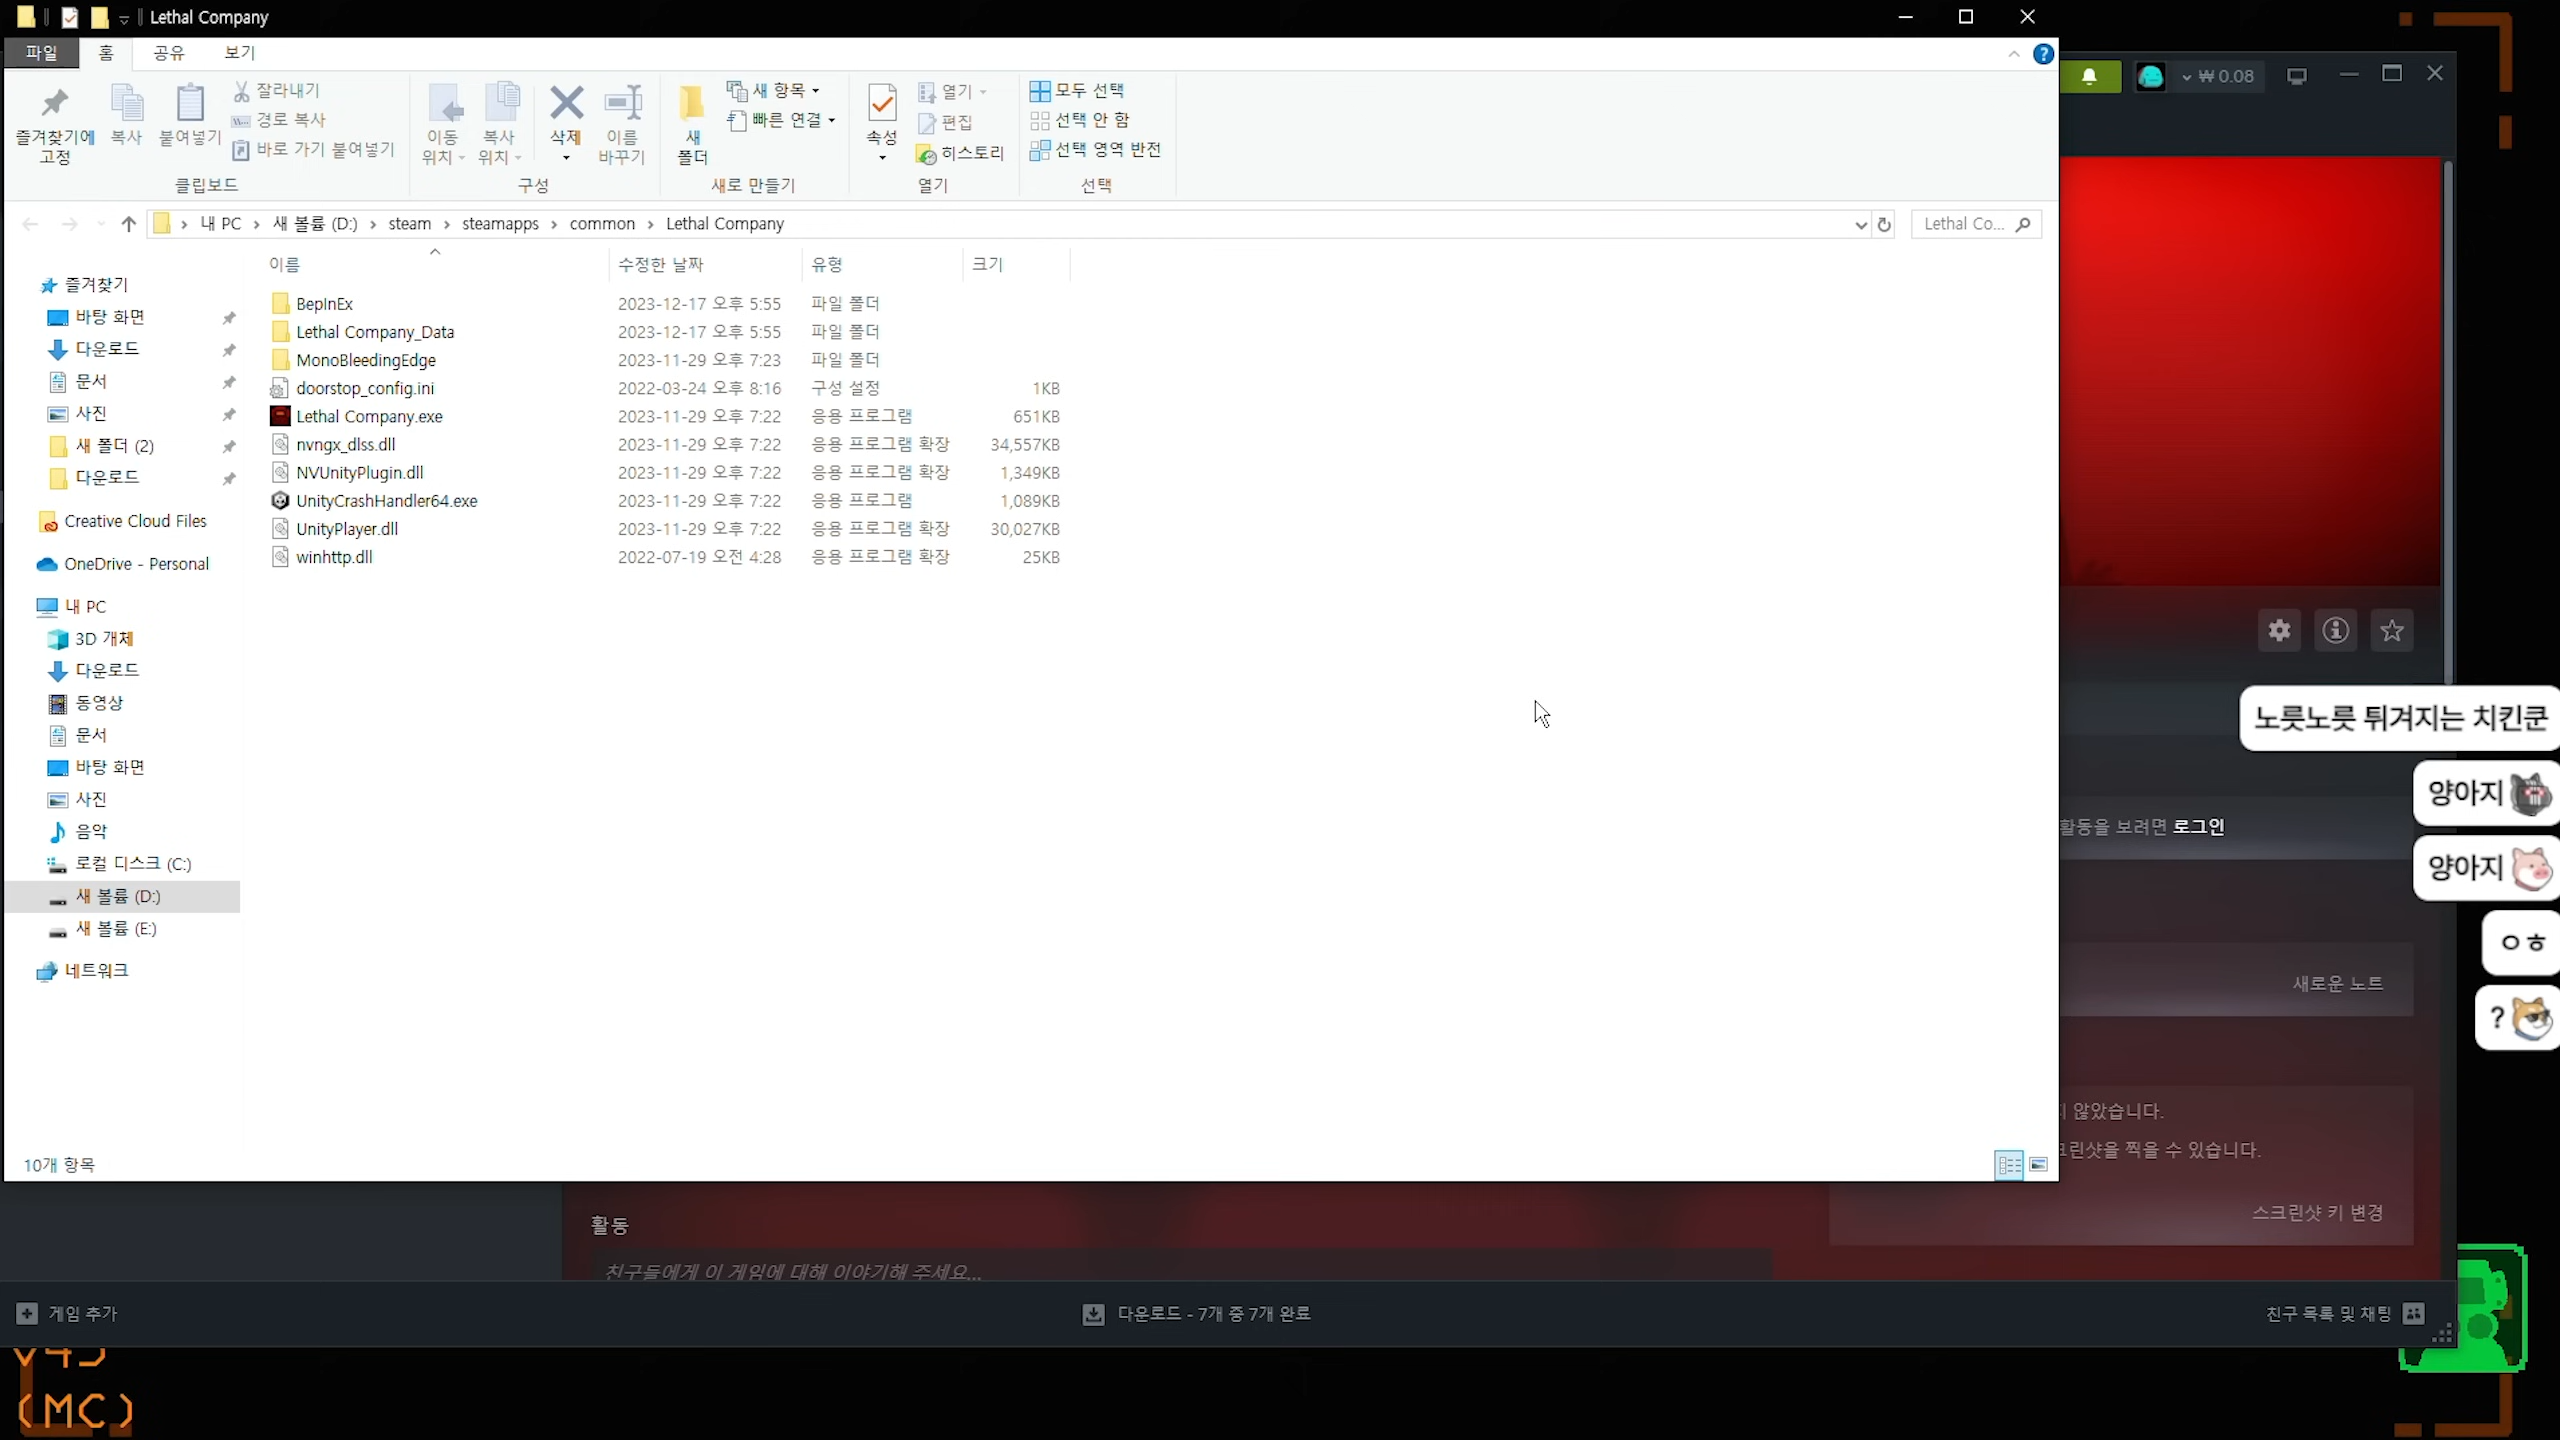 Lethal Company
파일
홈
공유
보기
즐겨찾기에
고정
복사
붙여넣기
잘라내기
경로 복사
바로 가기 붙여넣기
클립보드
이동
위치
복사
위치
삭제
이름
바꾸기
구성
새
폴더
새 항목
빠른 연결
새로 만들기
속성
열기
편집
히스토리
열기
모두 선택
선택 안 함
선택 영역 반전
선택
₩ 0.08
내 PC › 새 볼륨 (D:) › steam › steamapps › common › Lethal Company
Lethal Co...
이름 수정한 날짜 유형 크기
BepInEx 2023-12-17 오후 5:55 파일 폴더
Lethal Company_Data 2023-12-17 오후 5:55 파일 폴더
MonoBleedingEdge 2023-11-29 오후 7:23 파일 폴더
doorstop_config.ini 2022-03-24 오후 8:16 구성 설정 1KB
Lethal Company.exe 2023-11-29 오후 7:22 응용 프로그램 651KB
nvngx_dlss.dll 2023-11-29 오후 7:22 응용 프로그램 확장 34,557KB
NVUnityPlugin.dll 2023-11-29 오후 7:22 응용 프로그램 확장 1,349KB
UnityCrashHandler64.exe 2023-11-29 오후 7:22 응용 프로그램 1,089KB
UnityPlayer.dll 2023-11-29 오후 7:22 응용 프로그램 확장 30,027KB
winhttp.dll 2022-07-19 오전 4:28 응용 프로그램 확장 25KB
즐겨찾기
바탕 화면
다운로드
문서
사진
새 폴더 (2)
다운로드
Creative Cloud Files
OneDrive - Personal
내 PC
3D 개체
다운로드
동영상
문서
바탕 화면
사진
음악
로컬 디스크 (C:)
새 볼륨 (D:)
새 볼륨 (E:)
네트워크
10개 항목
노릇노릇 튀겨지는 치킨쿤
양아지
활동을 보려면 로그인
양아지
ㅇㅎ
새로운 노트
?
않았습니다.
크린샷을 찍을 수 있습니다.
스크린샷 키 변경
활동
친구들에게 이 게임에 대해 이야기해 주세요...
게임 추가
다운로드 - 7개 중 7개 완료
친구 목록 및 채팅
v45
(MC)